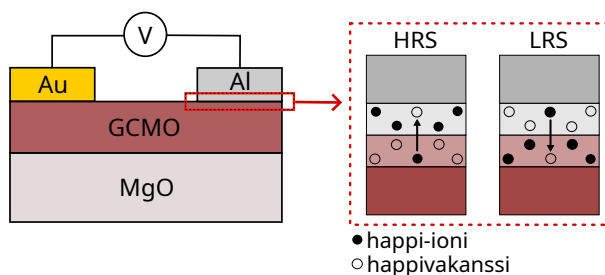 V
HRS
LRS
Au
Al
GCMO
MgO
happi-ioni
happivakanssi